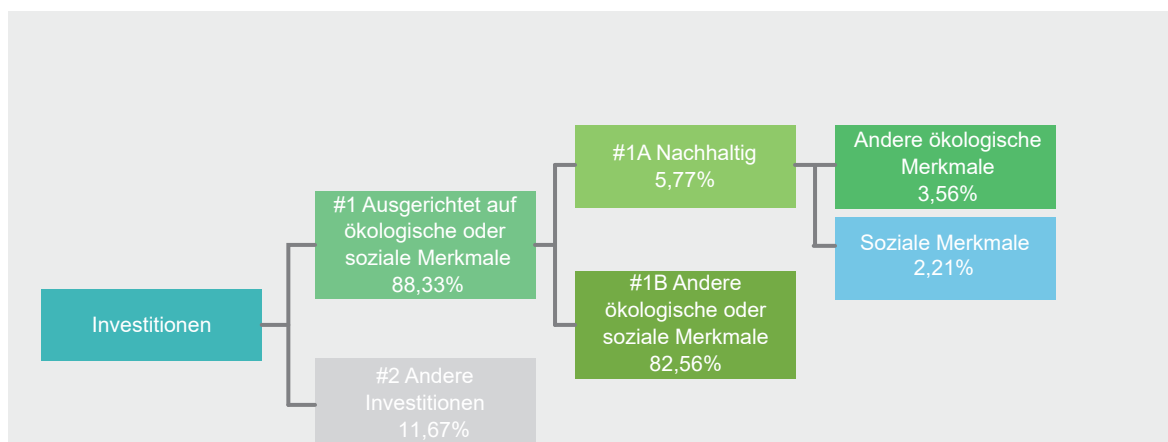 Investitionen
#1 Ausgerichtet auf
ökologische oder
soziale Merkmale
88,33%
#2 Andere
Investitionen
11,67%
#1A Nachhaltig
5,77%
#1B Andere
ökologische oder
soziale Merkmale
82,56%
Andere ökologische
Merkmale
3,56%
Soziale Merkmale
2,21%